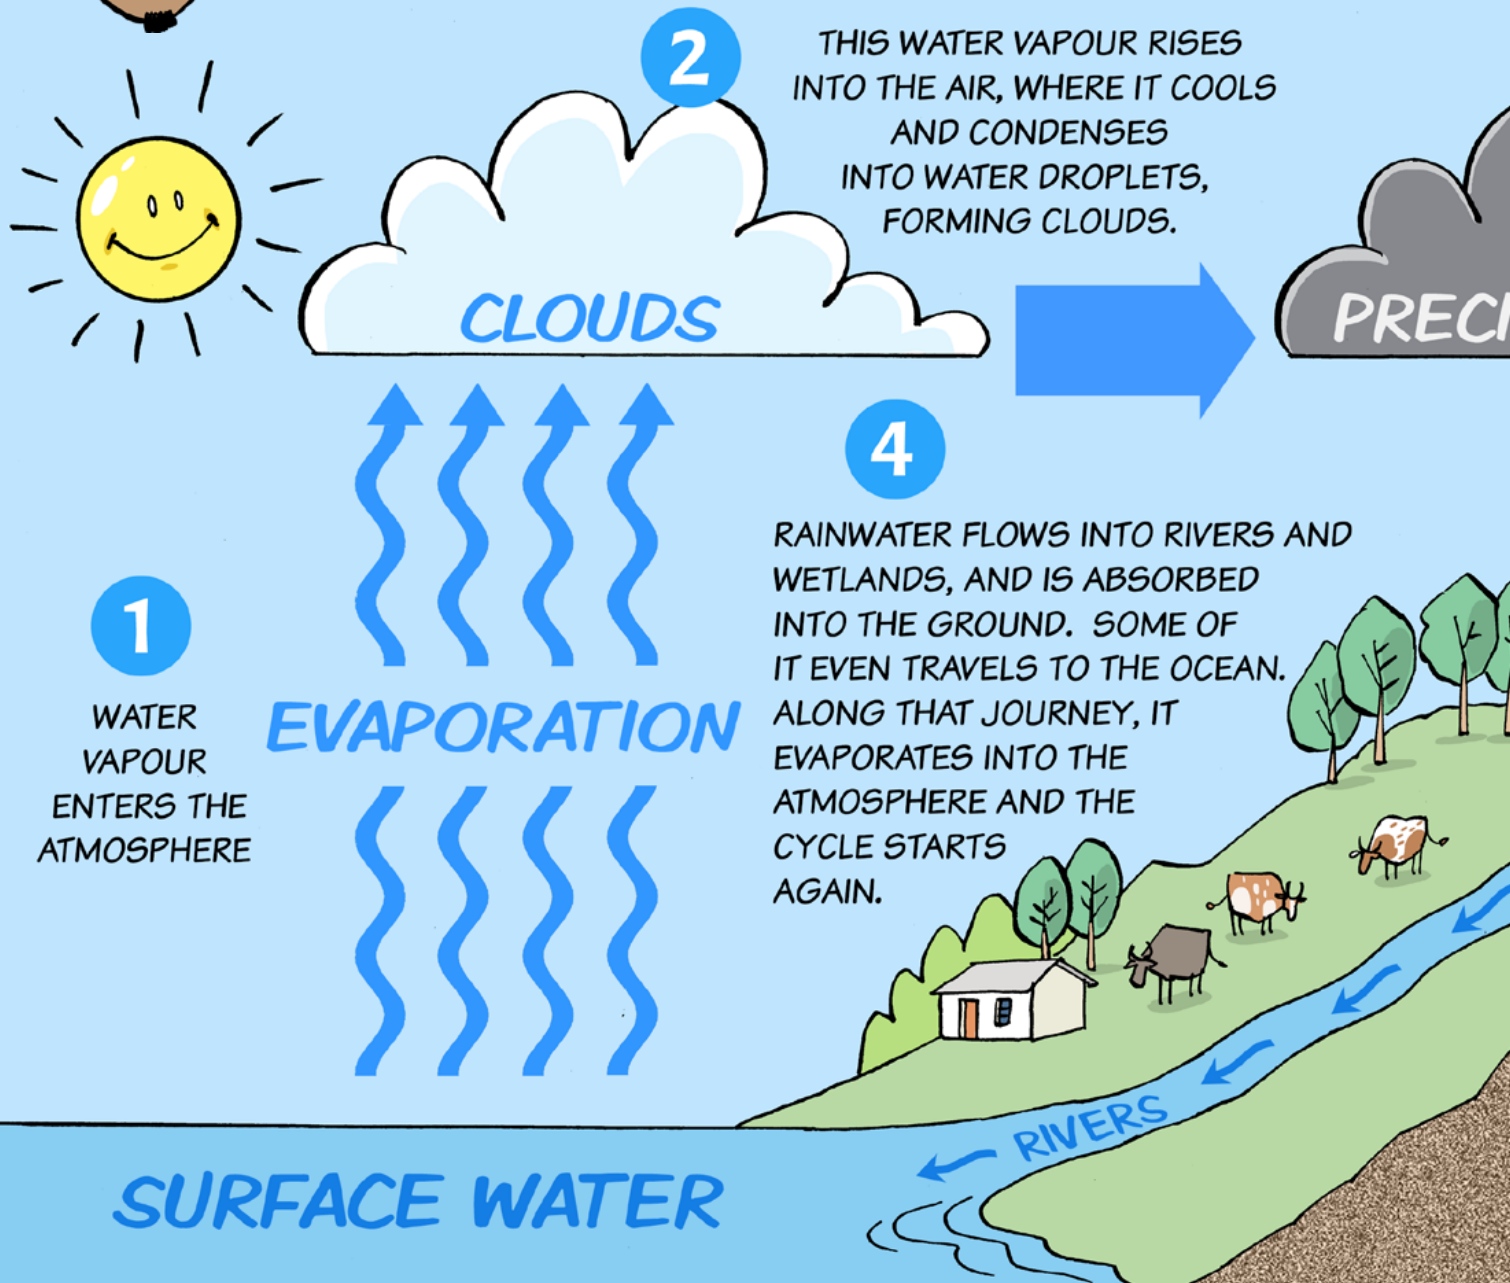 2
THIS WATER VAPOUR RISES
INTO THE AIR, WHERE IT COOLS
AND CONDENSES
INTO WATER DROPLETS,
FORMING CLOUDS.
CLOUDS
4
RAINWATER FLOWS INTO RIVERS AND
WETLANDS, AND IS ABSORBED
INTO THE GROUND. SOME OF
IT EVEN TRAVELS TO THE OCEAN.
ALONG THAT JOURNEY, IT
EVAPORATES INTO THE
ATMOSPHERE AND THE
CYCLE STARTS
AGAIN.
1
WATER
VAPOUR
ENTERS THE
ATMOSPHERE
EVAPORATION
RIVERS
SURFACE WATER